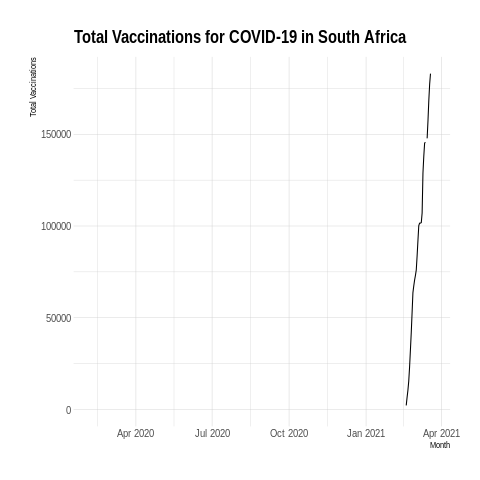 Total Vaccinations for COVID-19 in South Africa
Total Vaccinations
150000
100000
50000
0
Apr 2020 Jul 2020 Oct 2020 Jan 2021 Apr 2021
Month